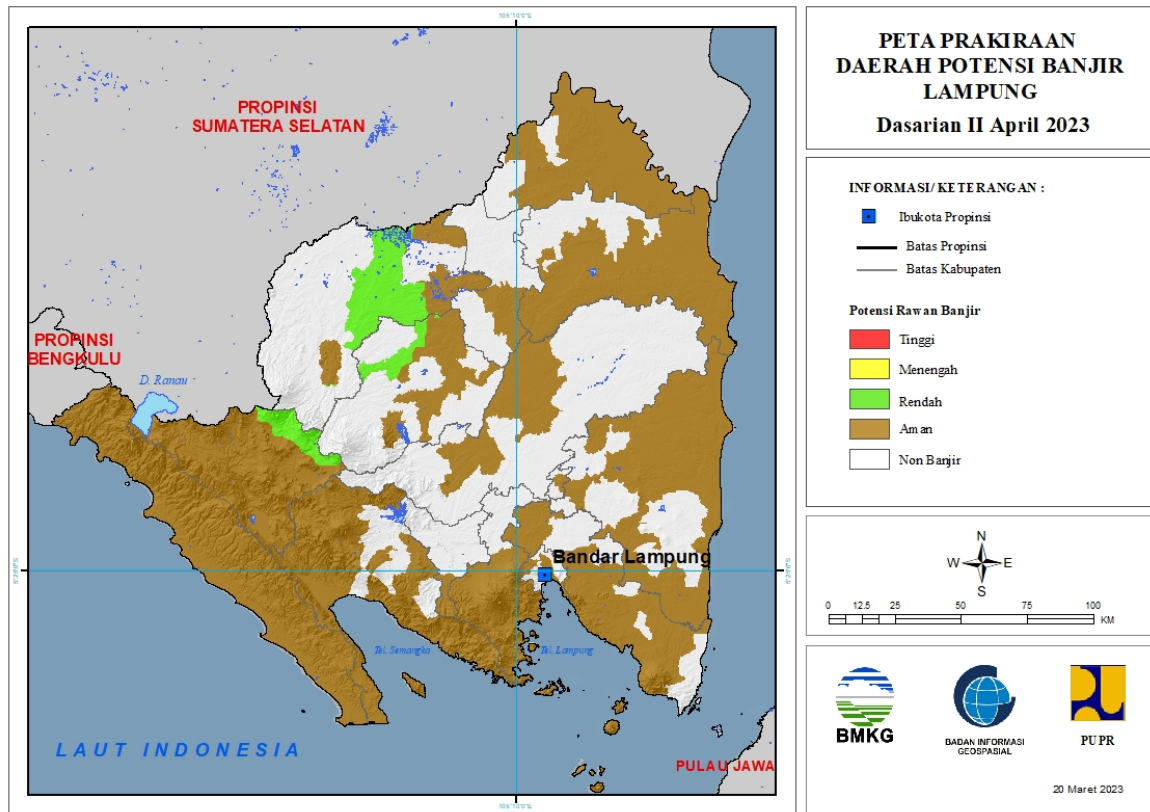 PROPINSI
SUMATERA SELATAN
PROPINSI
BENGKULU
D. Ranau
Bandar Lampung
Tel. Semangka
Tel. Lampung
LAUT INDONESIA
PULAU JAWA
PETA PRAKIRAAN
DAERAH POTENSI BANJIR
LAMPUNG
Dasarian II April 2023
INFORMASI/ KETERANGAN :
Ibukota Propinsi
Batas Propinsi
Batas Kabupaten
Potensi Rawan Banjir
Tinggi
Menengah
Rendah
Aman
Non Banjir
N
W E
S
0 12.5 25 50 75 100
KM
BMKG
BADAN INFORMASI
GEOSPASIAL
PUPR
20 Maret 2023